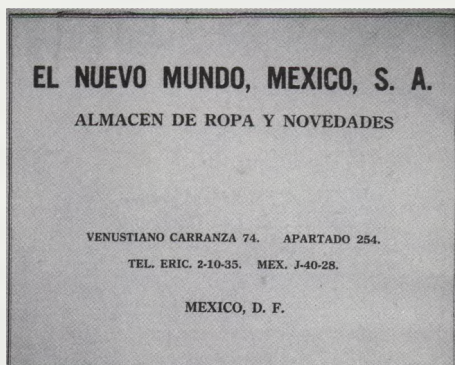 EL NUEVO MUNDO, MEXICO, S. A.
ALMACEN DE ROPA Y NOVEDADES
VENUSTIANO CARRANZA 74. APARTADO 254.
TEL. ERIC. 2-10-35. MEX. J-40-28.
MEXICO, D. F.